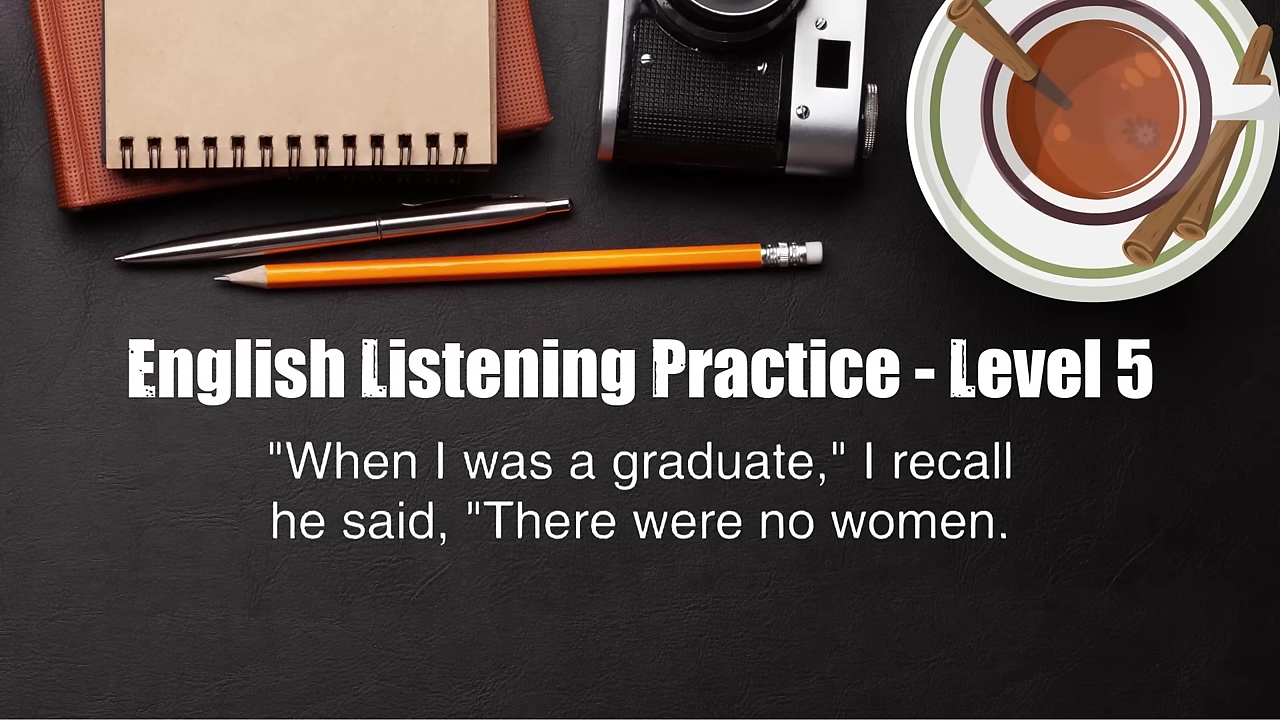 English Listening Practice - Level 5
"When I was a graduate," I recall
he said, "There were no women.